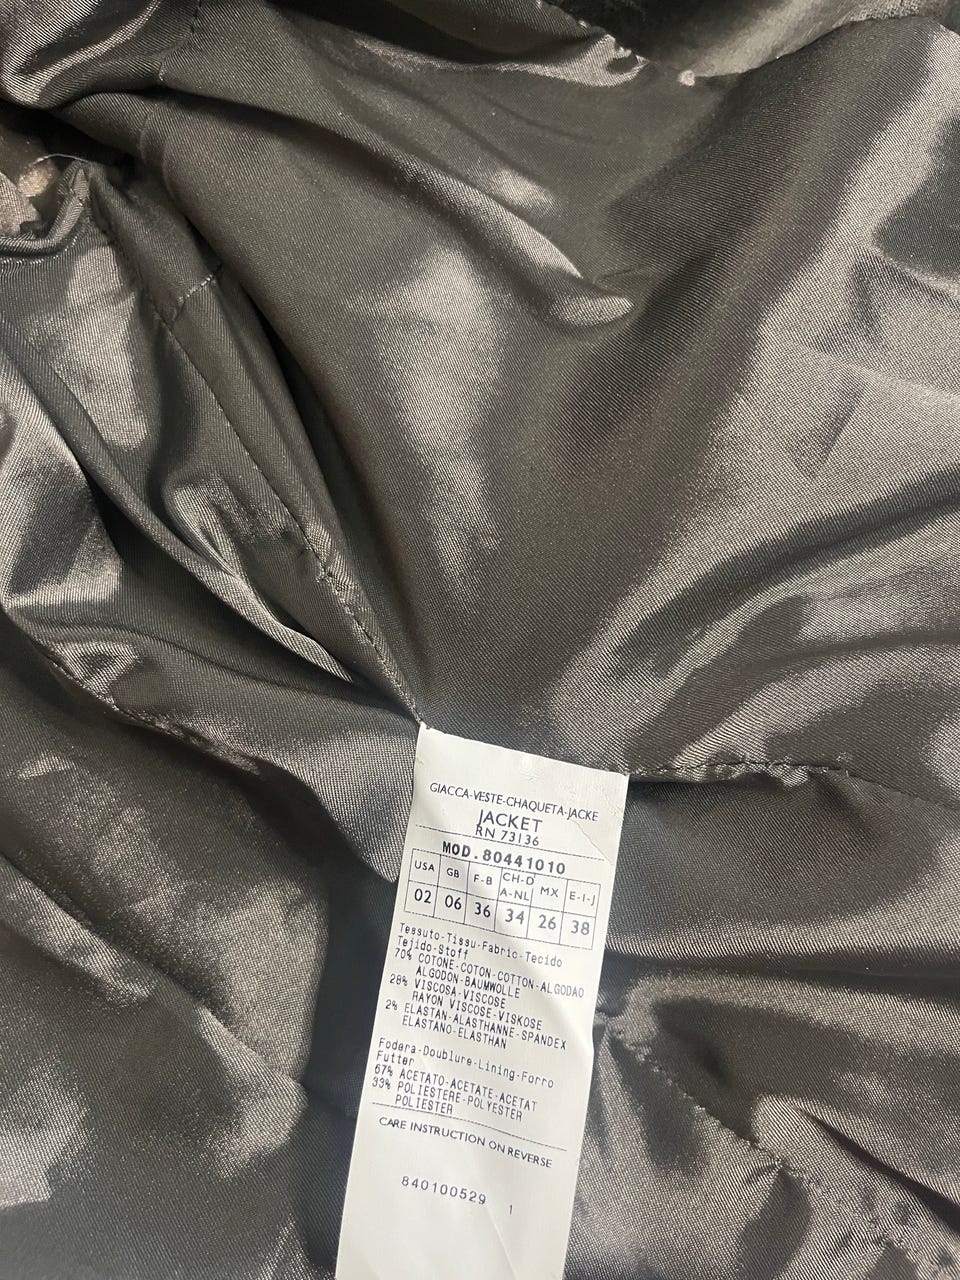 GIACCA-VESTE-CHAQUETA-JACKE
JACKET
RN 73136
MOD.80441010
USA GB F-B CH-D A-NL MX E-I-J
02 06 36 34 26 38
Tessuto-Tissu-Fabric-Tecido
Tejido-Stoff
70% COTONE-COTON-COTTON-ALGODAO
ALGODON-BAUMWOLLE
28% VISCOSA-VISCOSE
RAYON VISCOSE-VISKOSE
2% ELASTAN-ALASTHANNE-SPANDEX
ELASTANO-ELASTHAN
Fodera-Doublure-Lining-Forro
Futter
67% ACETATO-ACETATE-ACETAT
33% POLIESTERE-POLYESTER
POLIESTER
CARE INSTRUCTION ON REVERSE
840100529 1